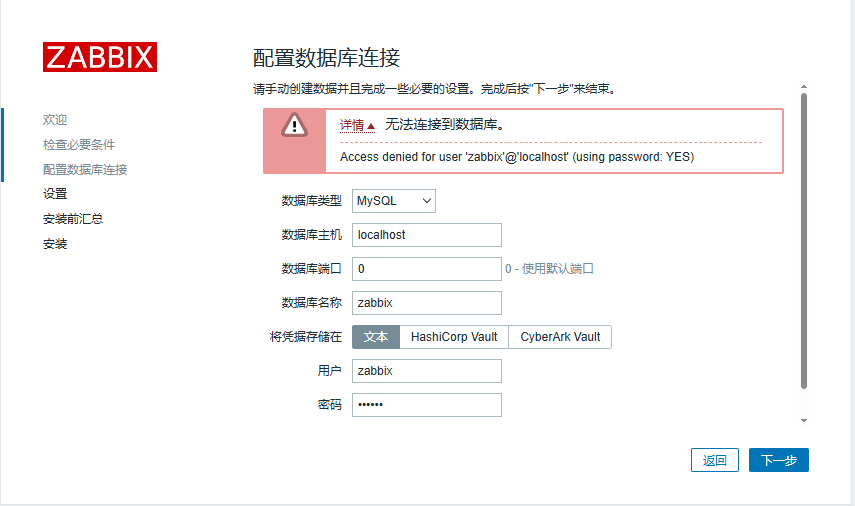 ZABBIX
欢迎
检查必要条件
配置数据库连接
设置
安装前汇总
安装
配置数据库连接
请手动创建数据并且完成一些必要的设置。完成后按"下一步"来结束。
详情 无法连接到数据库。
Access denied for user 'zabbix'@'localhost' (using password: YES)
数据库类型 MySQL
数据库主机 localhost
数据库端口 0 0 - 使用默认端口
数据库名称 zabbix
将凭据存储在 文本 HashiCorp Vault CyberArk Vault
用户 zabbix
密码 ••••••
返回 下一步